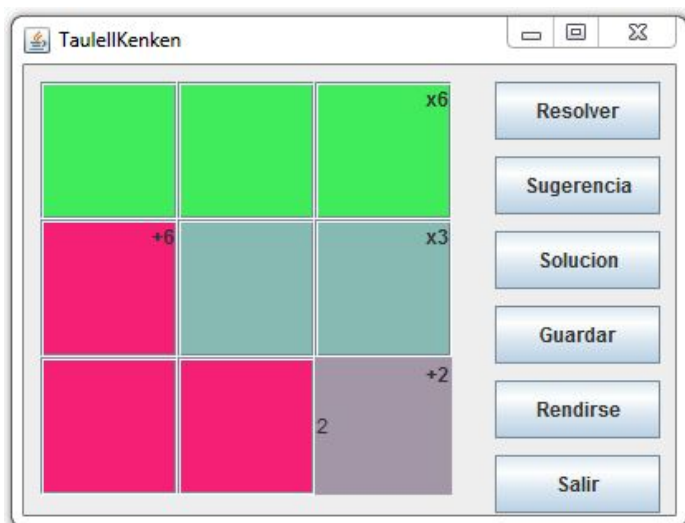 TaulellKenken
x6
Resolver
Sugerencia
+6
x3
Solucion
Guardar
+2
2
Rendirse
Salir